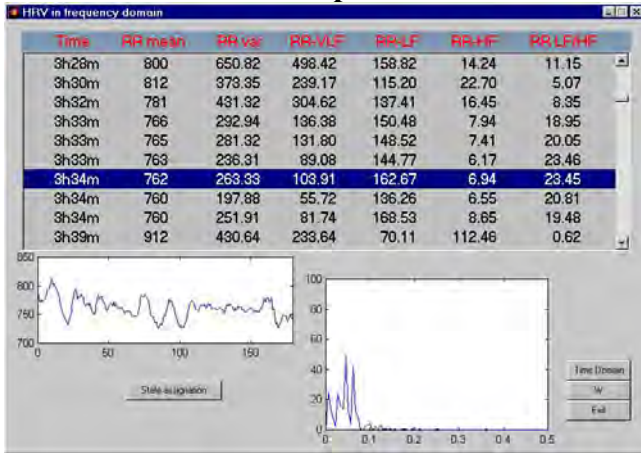 HRV in frequency domain
Time RR mean RR var RR-VLF RR-LF RR-HF RR LF/HF
3h28m 800 650.82 498.42 158.82 14.24 11.15
3h30m 812 373.35 239.17 115.20 22.70 5.07
3h32m 781 431.32 304.62 137.41 16.45 8.35
3h33m 766 292.94 136.38 150.48 7.94 18.95
3h33m 765 281.32 131.80 148.52 7.41 20.05
3h33m 763 236.31 89.08 144.77 6.17 23.46
3h34m 762 263.33 103.91 162.67 6.94 23.45
3h34m 760 197.88 55.72 136.26 6.55 20.81
3h34m 760 251.91 81.74 168.53 8.65 19.48
3h39m 912 430.64 233.64 70.11 112.46 0.62
850
800
750
700
0 50 100 150
State assignation
100
80
60
40
20
0
0 0.1 0.2 0.3 0.4 0.5
Time Domain
W
Exit